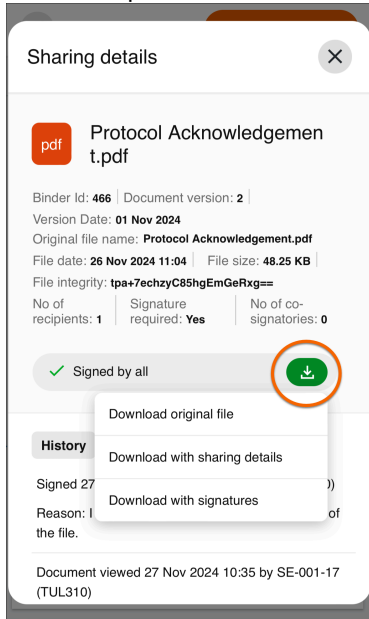 Sharing details
pdf
Protocol Acknowledgemen
t.pdf
Binder Id: 466 Document version: 2
Version Date: 01 Nov 2024
Original file name: Protocol Acknowledgement.pdf
File date: 26 Nov 2024 11:04 File size: 48.25 KB
File integrity: tpa+7echzyC85hgEmGeRxg==
No of Signature No of co-
recipients: 1 required: Yes signatories: 0
Signed by all
Download original file
History
Download with sharing details
Signed 27 )
Download with signatures
Reason: I of
the file.
Document viewed 27 Nov 2024 10:35 by SE-001-17
(TUL310)